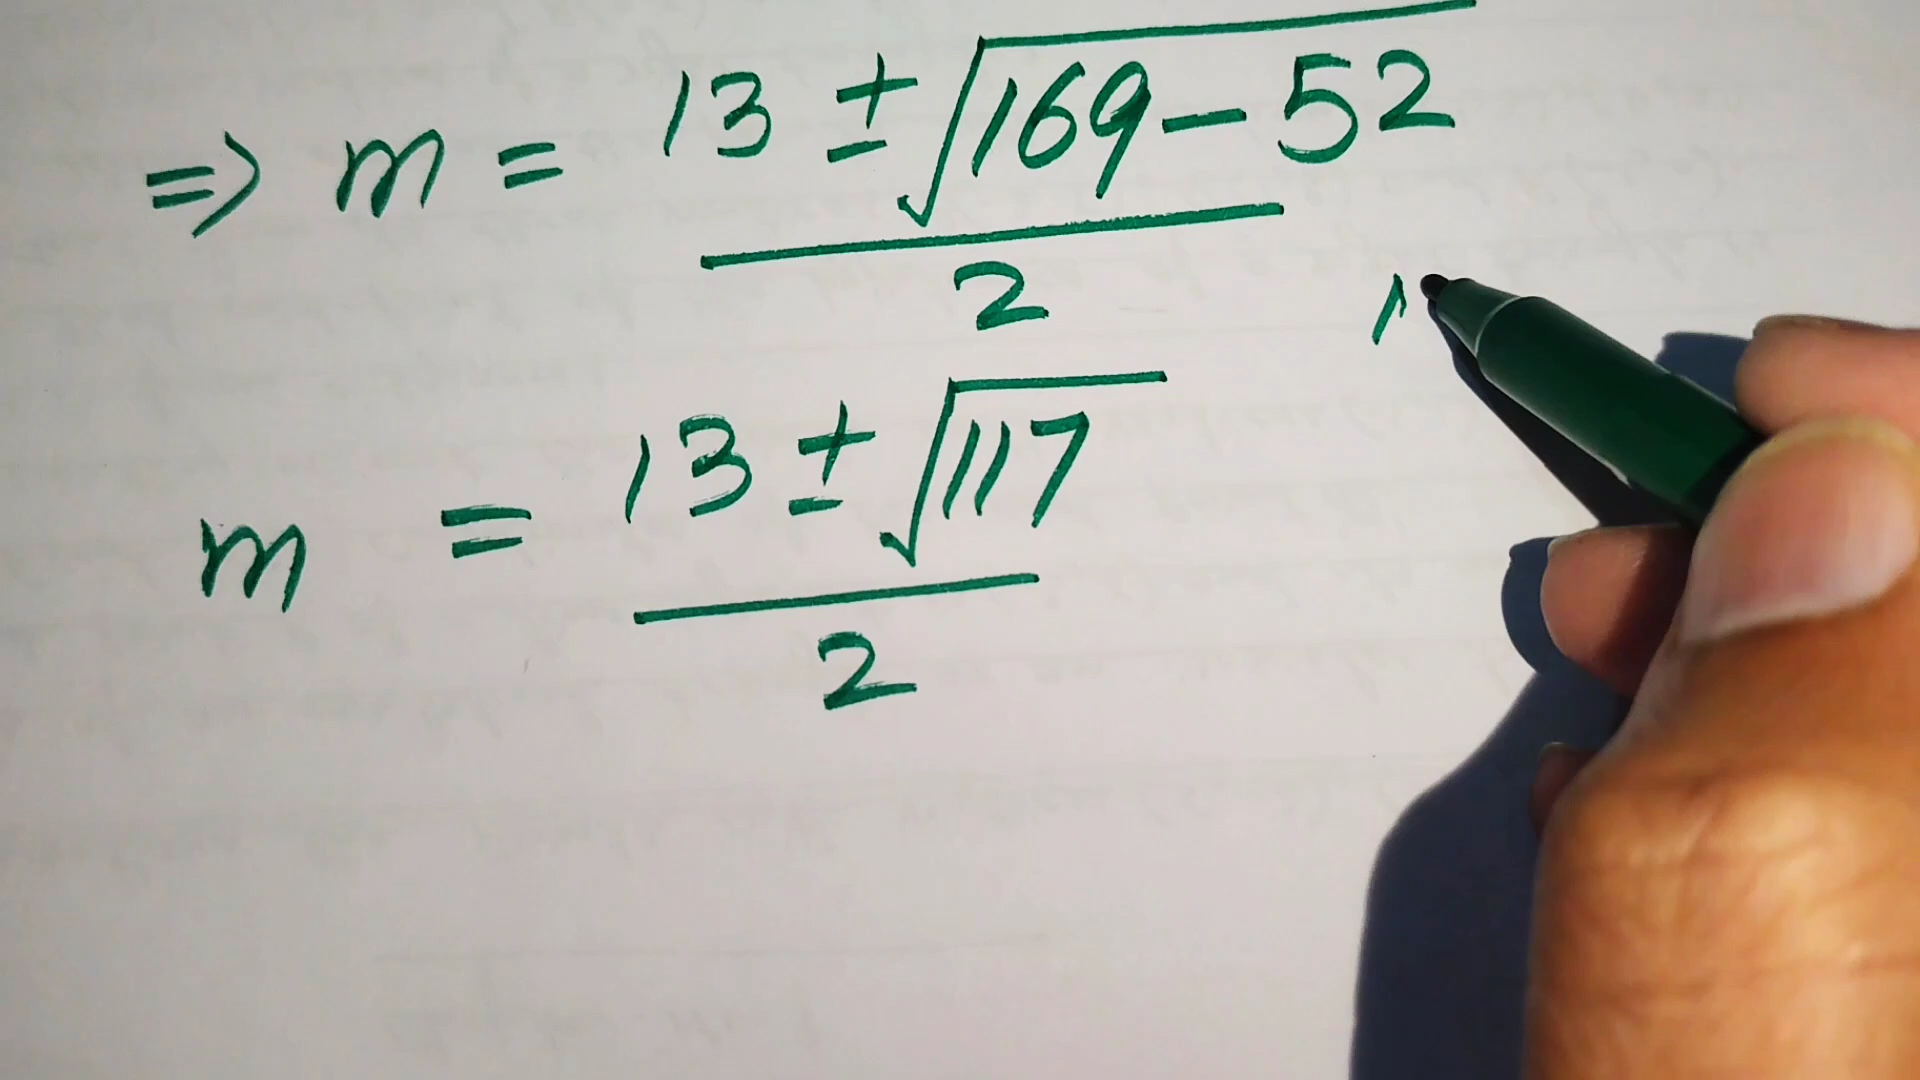 ⇒ m = 13 ± √169 - 52
2
m = 13 ± √117
2